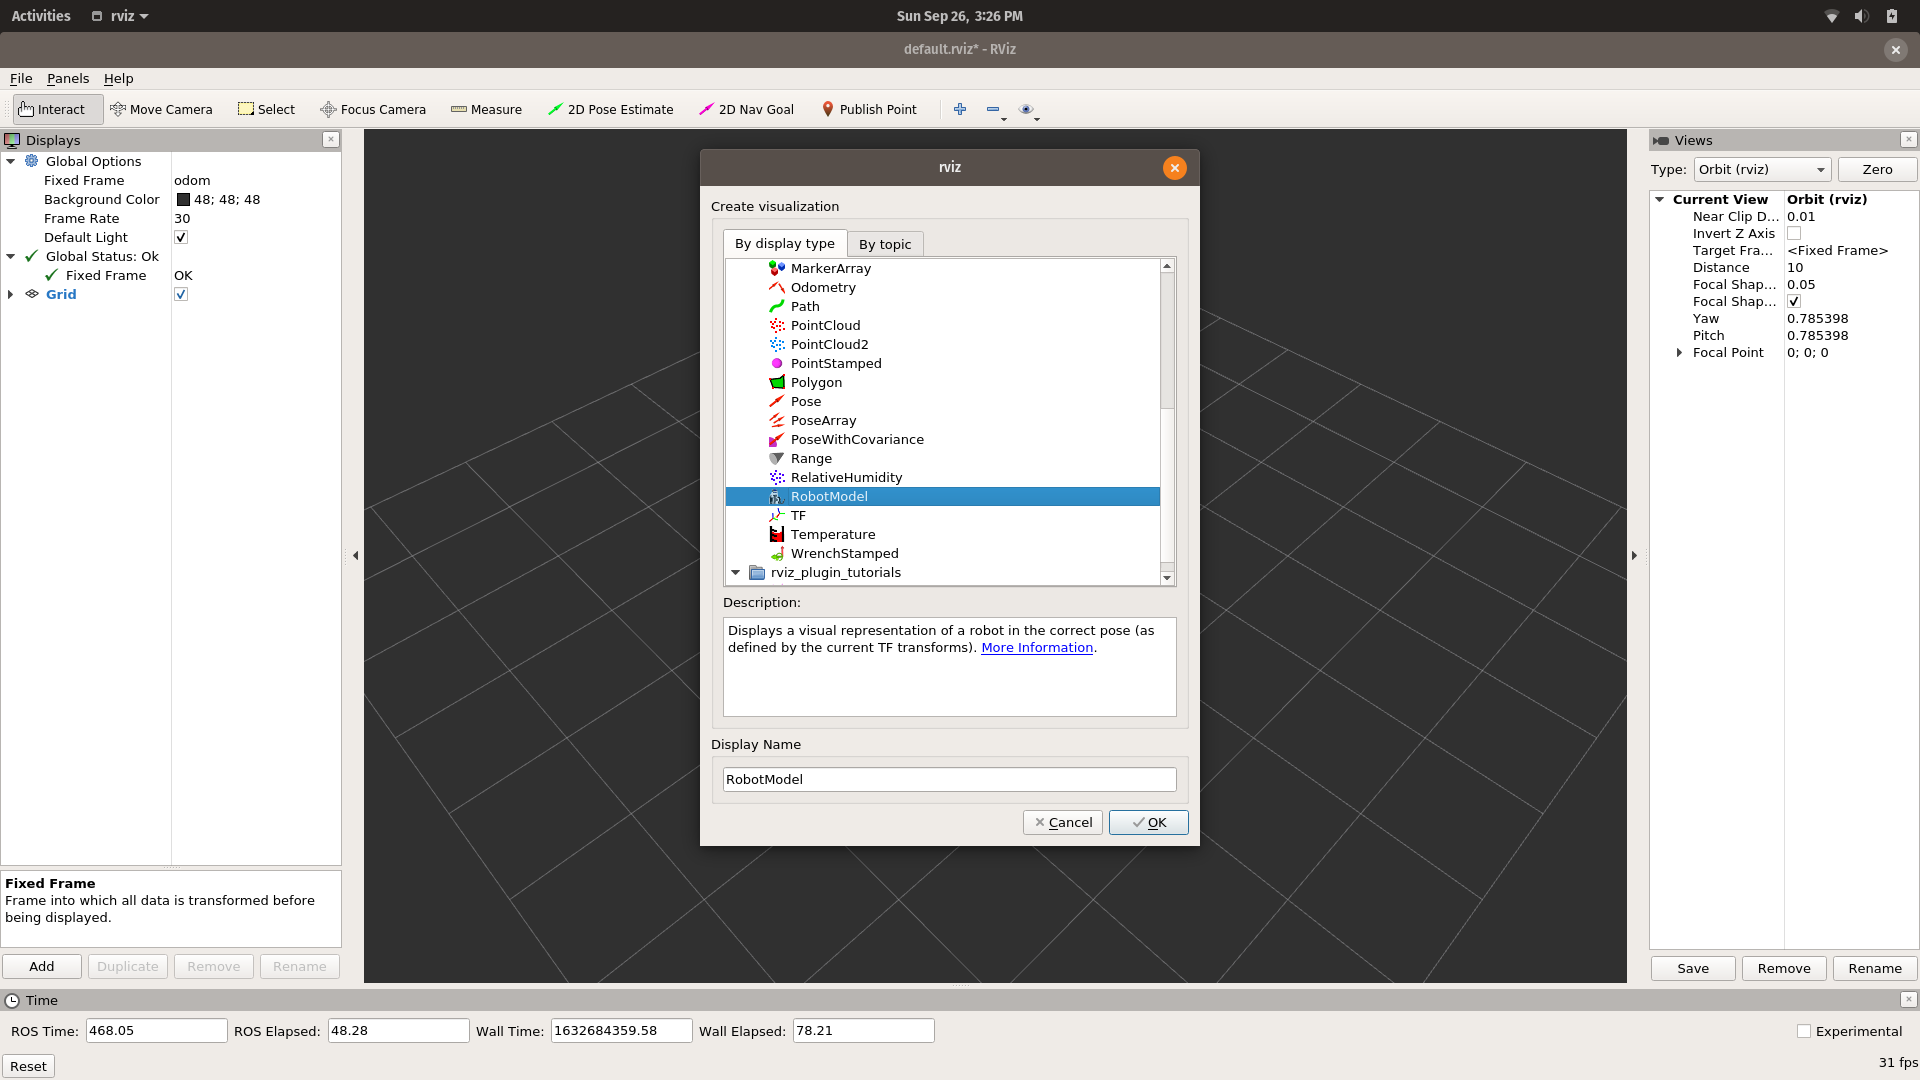 Activities rviz Sun Sep 26, 3:26 PM
default.rviz* - RViz
File Panels Help
Interact Move Camera Select Focus Camera Measure 2D Pose Estimate 2D Nav Goal Publish Point
Displays
Global Options
Fixed Frame odom
Background Color 48; 48; 48
Frame Rate 30
Default Light
Global Status: Ok
Fixed Frame OK
Grid
Fixed Frame
Frame into which all data is transformed before
being displayed.
Add Duplicate Remove Rename
rviz
Create visualization
By display type By topic
MarkerArray
Odometry
Path
PointCloud
PointCloud2
PointStamped
Polygon
Pose
PoseArray
PoseWithCovariance
Range
RelativeHumidity
RobotModel
TF
Temperature
WrenchStamped
rviz_plugin_tutorials
Description:
Displays a visual representation of a robot in the correct pose (as
defined by the current TF transforms). More Information.
Display Name
RobotModel
Cancel OK
Views
Type: Orbit (rviz) Zero
Current View Orbit (rviz)
Near Clip D... 0.01
Invert Z Axis
Target Fra... <Fixed Frame>
Distance 10
Focal Shap... 0.05
Focal Shap...
Yaw 0.785398
Pitch 0.785398
Focal Point 0; 0; 0
Save Remove Rename
Time
ROS Time: 468.05 ROS Elapsed: 48.28 Wall Time: 1632684359.58 Wall Elapsed: 78.21 Experimental
Reset 31 fps